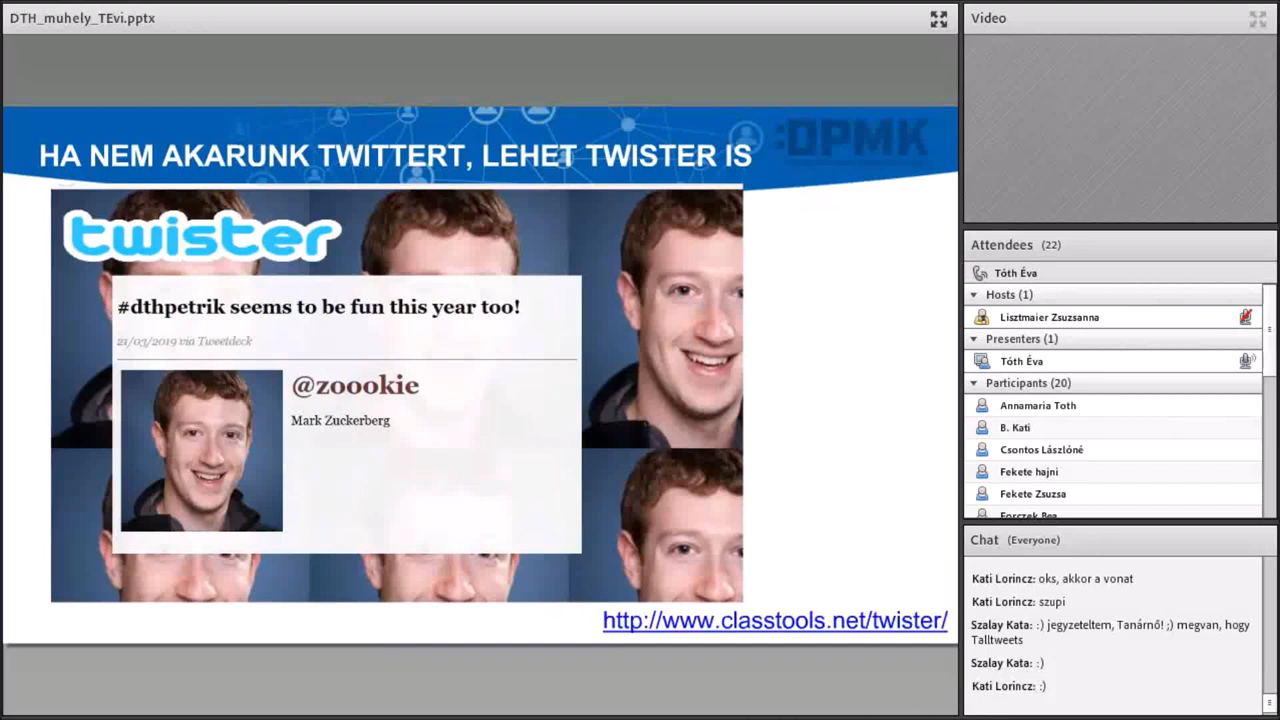 DTH_muhely_TEvi.pptx
:OPMK
HA NEM AKARUNK TWITTERT, LEHET TWISTER IS
twister
#dthpetrik seems to be fun this year too!
21/03/2019 via Tweetdeck
@zoookie
Mark Zuckerberg
http://www.classtools.net/twister/
Video
Attendees (22)
Tóth Éva
Hosts (1)
Lisztmaier Zsuzsanna
Presenters (1)
Tóth Éva
Participants (20)
Annamaria Toth
B. Kati
Csontos Lászlóné
Fekete hajni
Fekete Zsuzsa
Forczek Bea
Chat (Everyone)
Kati Lorincz: oks, akkor a vonat
Kati Lorincz: szupi
Szalay Kata: :) jegyzeteltem, Tanárnő! ;) megvan, hogy
Talltweets
Szalay Kata: :)
Kati Lorincz: :)